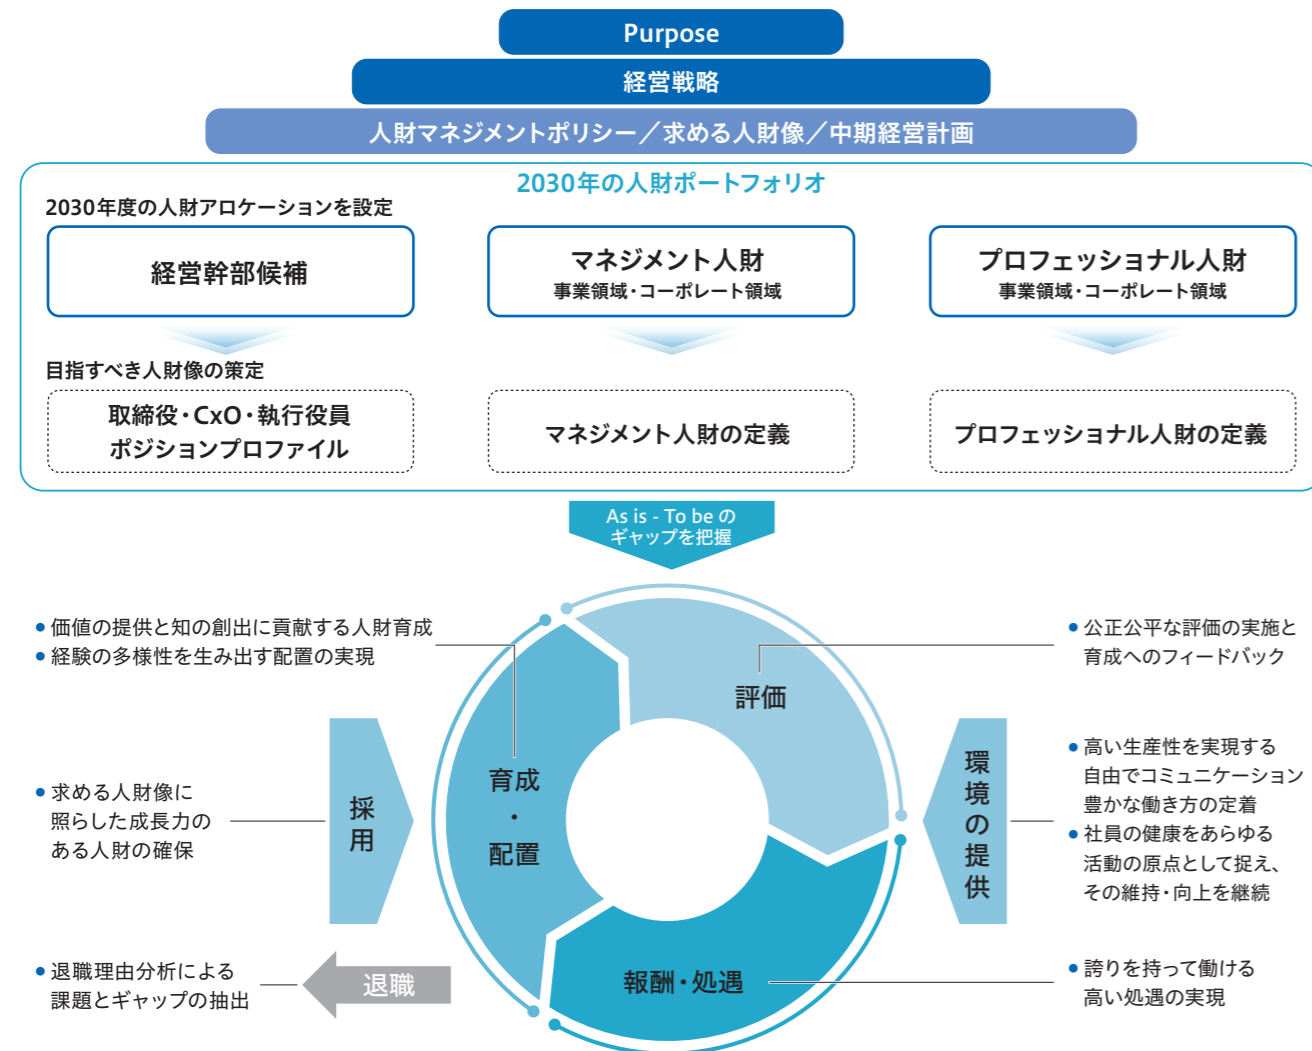 Purpose
経営戦略
人財マネジメントポリシー／求める人財像／中期経営計画
2030年の人財ポートフォリオ
2030年度の人財アロケーションを設定
経営幹部候補
マネジメント人財
事業領域・コーポレート領域
プロフェッショナル人財
事業領域・コーポレート領域
目指すべき人財像の策定
取締役・CxO・執行役員
ポジションプロファイル
マネジメント人財の定義
プロフェッショナル人財の定義
As is - To be の
ギャップを把握
● 価値の提供と知の創出に貢献する人財育成
● 経験の多様性を生み出す配置の実現
● 公正公平な評価の実施と
育成へのフィードバック
評価
育成
・
配置
採用
● 求める人財像に
照らした成長力の
ある人財の確保
環境の提供
● 高い生産性を実現する
自由でコミュニケーション
豊かな働き方の定着
● 社員の健康をあらゆる
活動の原点として捉え、
その維持・向上を継続
● 退職理由分析による
課題とギャップの抽出
退職
報酬・処遇
● 誇りを持って働ける
高い処遇の実現